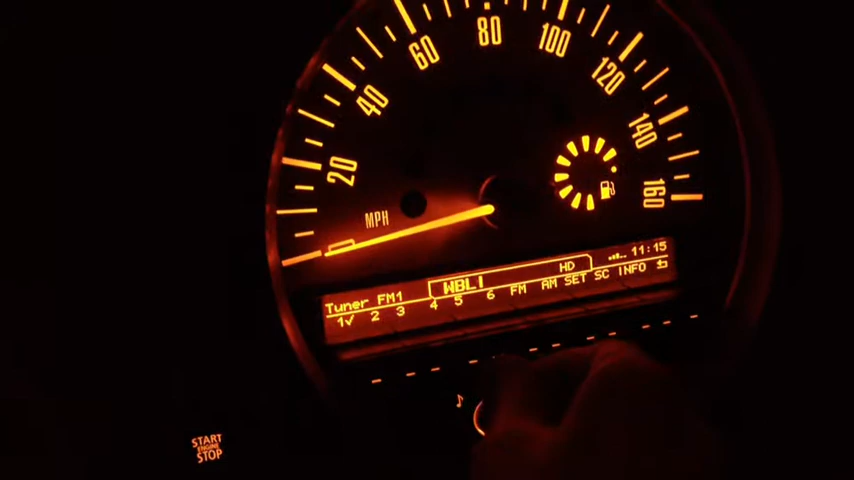 20
40
60
80
100
120
140
160
MPH
11:15
Tuner FM1 WBLI HD
1✓ 2 3 4 5 6 FM AM SET SC INFO
START
ENGINE
STOP